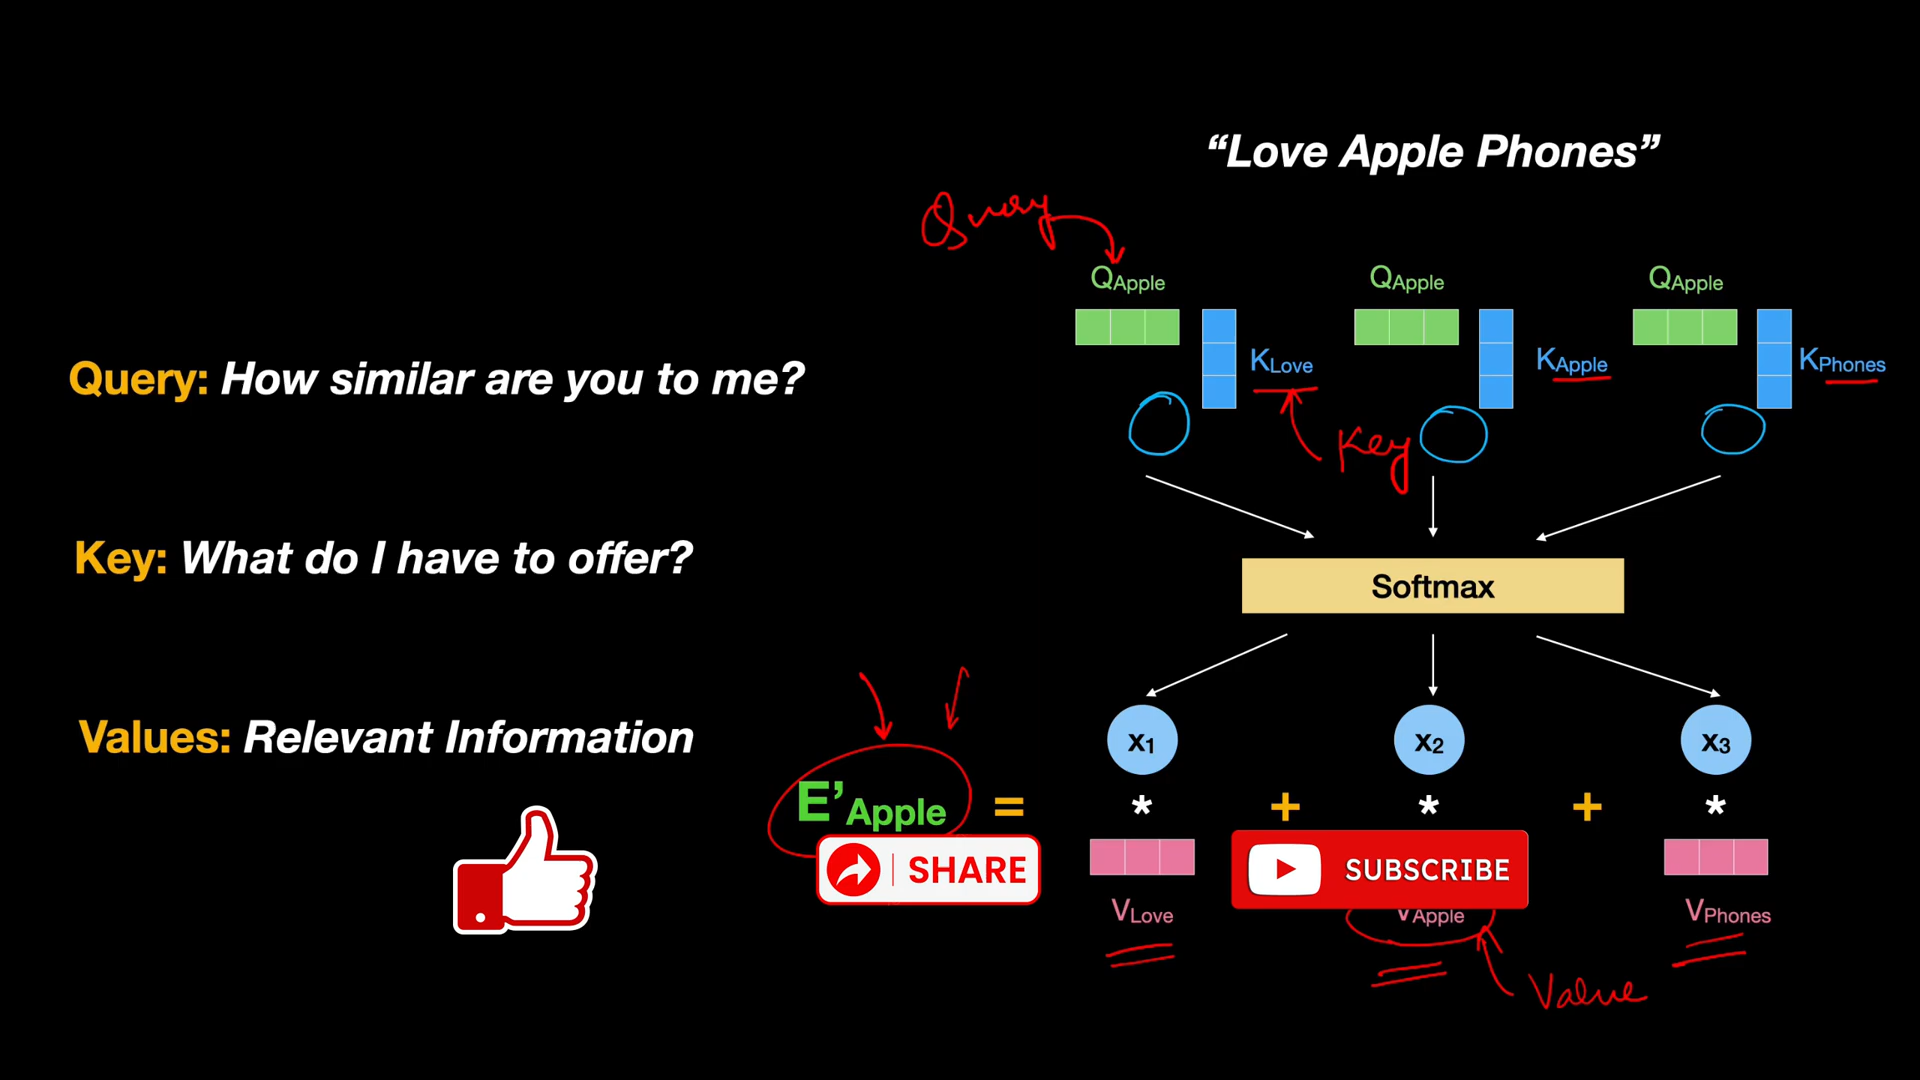 “Love Apple Phones”
Query
QApple QApple QApple
KLove KApple KPhones
Query: How similar are you to me?
Key
Key: What do I have to offer?
Softmax
Values: Relevant Information
x1 x2 x3
E’Apple = * + * + *
SHARE
SUBSCRIBE
VLove VApple VPhones
Value